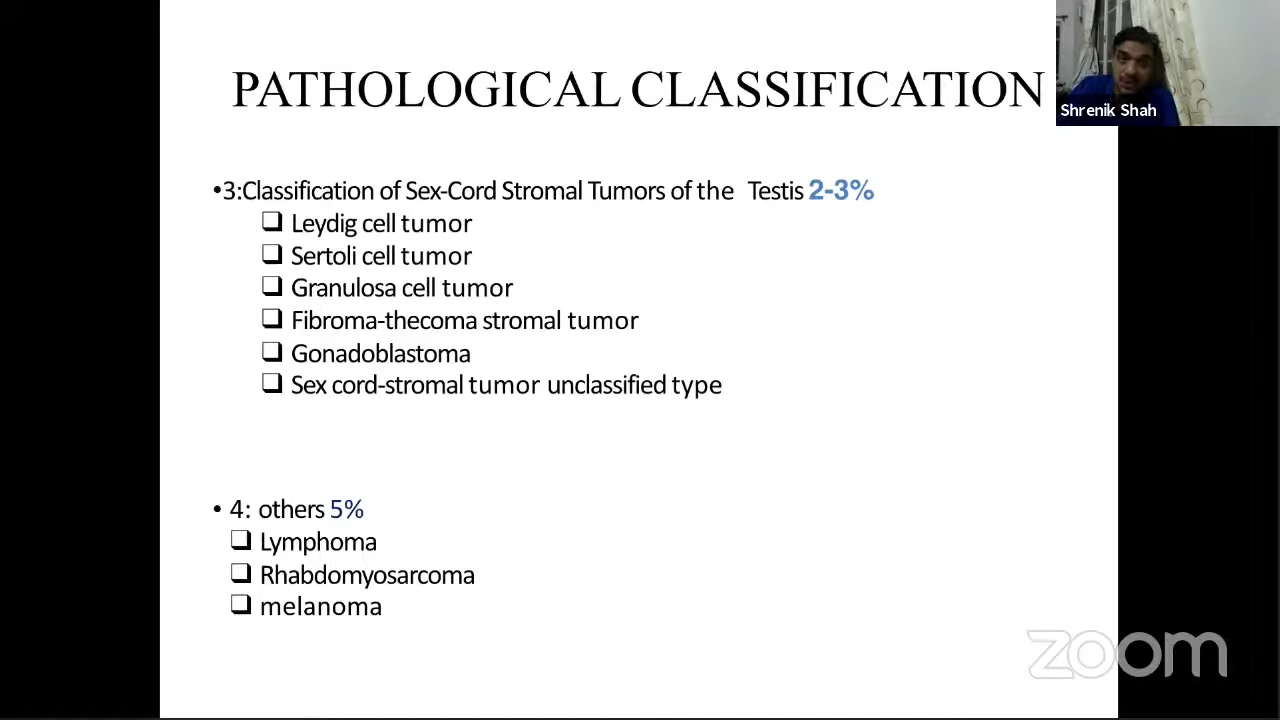 PATHOLOGICAL CLASSIFICATION
Shrenik Shah
•3:Classification of Sex-Cord Stromal Tumors of the Testis 2-3%
❑ Leydig cell tumor
❑ Sertoli cell tumor
❑ Granulosa cell tumor
❑ Fibroma-thecoma stromal tumor
❑ Gonadoblastoma
❑ Sex cord-stromal tumor unclassified type
• 4: others 5%
❑ Lymphoma
❑ Rhabdomyosarcoma
❑ melanoma
zoom